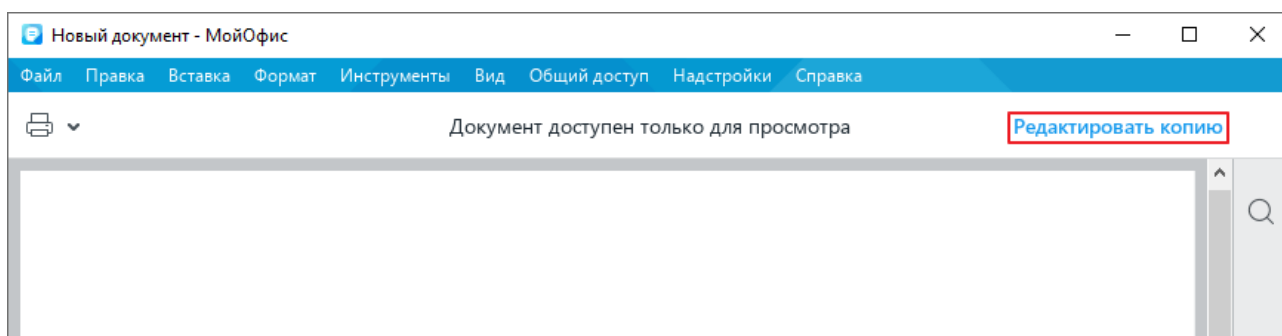 Новый документ - МойОфис
Файл Правка Вставка Формат Инструменты Вид Общий доступ Надстройки Справка
Документ доступен только для просмотра Редактировать копию